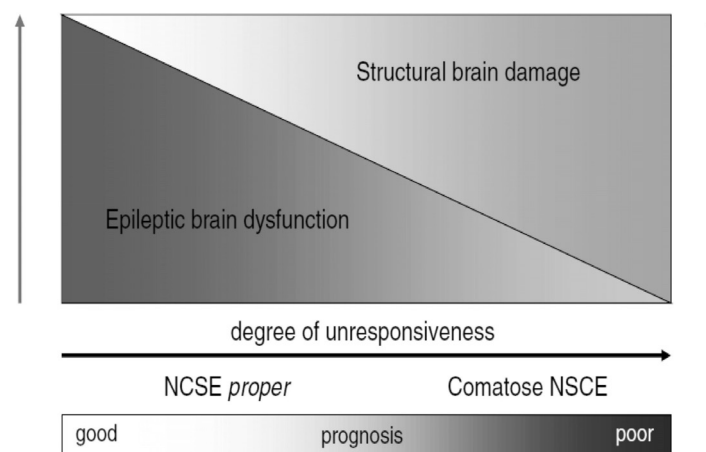 Structural brain damage
Epileptic brain dysfunction
degree of unresponsiveness
NCSE proper Comatose NSCE
good prognosis poor